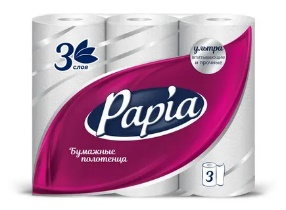 3
слоя
ультра
впитывающие
и прочные
Papia
Бумажные
полотенца
3